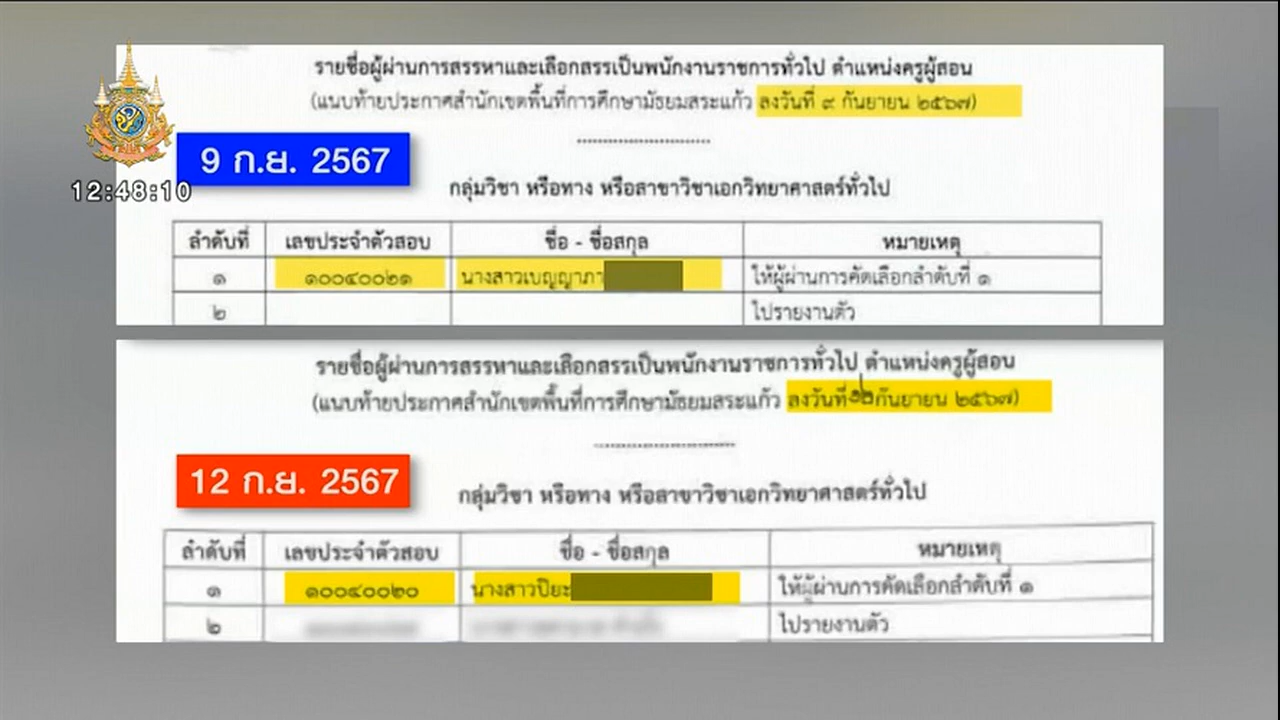 รายชื่อผู้ผ่านการสรรหาและเลือกสรรเป็นพนักงานราชการทั่วไป ตำแหน่งครูผู้สอน
(แนบท้ายประกาศสำนักเขตพื้นที่การศึกษามัธยมสระแก้ว ลงวันที่ ๙ กันยายน ๒๕๖๗)
9 ก.ย. 2567
12:48:10
กลุ่มวิชา หรือทาง หรือสาขาวิชาเอกวิทยาศาสตร์ทั่วไป
ลำดับที่ เลขประจำตัวสอบ ชื่อ - ชื่อสกุล หมายเหตุ
๑ ๑๐๐๔๐๐๒๑ นางสาวเบญญาภา ให้ผู้ผ่านการคัดเลือกลำดับที่ ๑
๒ ไปรายงานตัว
รายชื่อผู้ผ่านการสรรหาและเลือกสรรเป็นพนักงานราชการทั่วไป ตำแหน่งครูผู้สอน
(แนบท้ายประกาศสำนักเขตพื้นที่การศึกษามัธยมสระแก้ว ลงวันที่ ๑๒ กันยายน ๒๕๖๗)
12 ก.ย. 2567
กลุ่มวิชา หรือทาง หรือสาขาวิชาเอกวิทยาศาสตร์ทั่วไป
ลำดับที่ เลขประจำตัวสอบ ชื่อ - ชื่อสกุล หมายเหตุ
๑ ๑๐๐๔๐๐๒๐ นางสาวปิยะ ให้ผู้ผ่านการคัดเลือกลำดับที่ ๑
๒ ไปรายงานตัว